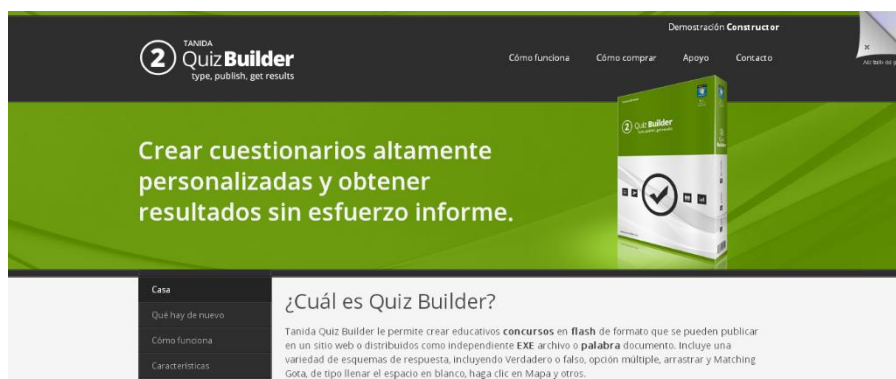 Demostración Constructor
TANIDA
2 Quiz Builder
type, publish, get results
Cómo funciona Cómo comprar Apoyo Contacto
2 Quiz Builder
Crear cuestionarios altamente
personalizadas y obtener
resultados sin esfuerzo informe.
Casa
Qué hay de nuevo
Cómo funciona
Características
¿Cuál es Quiz Builder?
Tanida Quiz Builder le permite crear educativos concursos en flash de formato que se pueden publicar
en un sitio web o distribuidos como independiente EXE archivo o palabra documento. Incluye una
variedad de esquemas de respuesta, incluyendo Verdadero o falso, opción múltiple, arrastrar y Matching
Gota, de tipo llenar el espacio en blanco, haga clic en Mapa y otros.